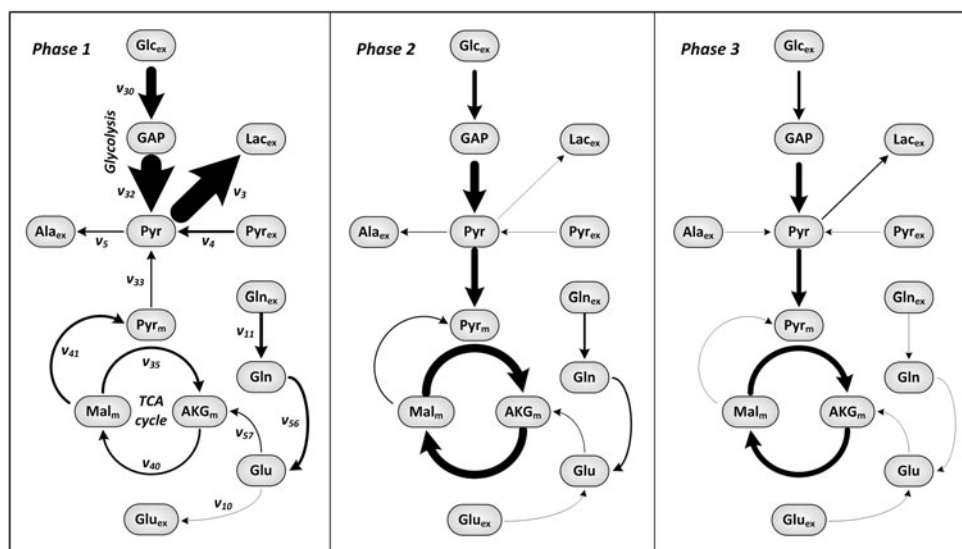 Phase 1
Glc_ex
v_30
GAP
Lac_ex
Glycolysis
v_32
v_3
Ala_ex
Pyr
Pyr_ex
v_5
v_4
v_33
Gln_ex
Pyr_m
v_11
v_41
v_35
Gln
Mal_m
TCA
cycle
AKG_m
v_56
v_57
v_40
Glu
v_10
Glu_ex
Phase 2
Glc_ex
GAP
Lac_ex
Ala_ex
Pyr
Pyr_ex
Gln_ex
Pyr_m
Gln
Mal_m
AKG_m
Glu
Glu_ex
Phase 3
Glc_ex
GAP
Lac_ex
Ala_ex
Pyr
Pyr_ex
Gln_ex
Pyr_m
Gln
Mal_m
AKG_m
Glu
Glu_ex